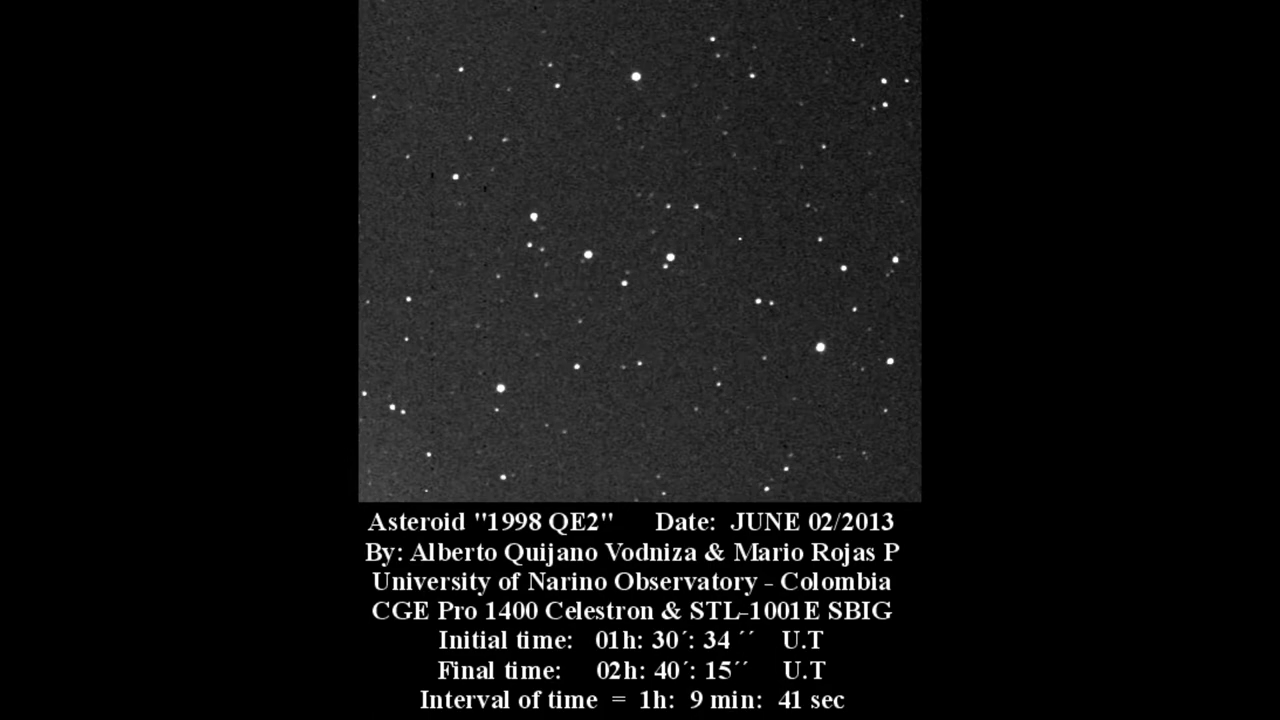 Asteroid "1998 QE2" Date: JUNE 02/2013
By: Alberto Quijano Vodniza & Mario Rojas P
University of Narino Observatory - Colombia
CGE Pro 1400 Celestron & STL-1001E SBIG
Initial time: 01h: 30´: 34 ´´ U.T
Final time: 02h: 40´: 15´´ U.T
Interval of time = 1h: 9 min: 41 sec